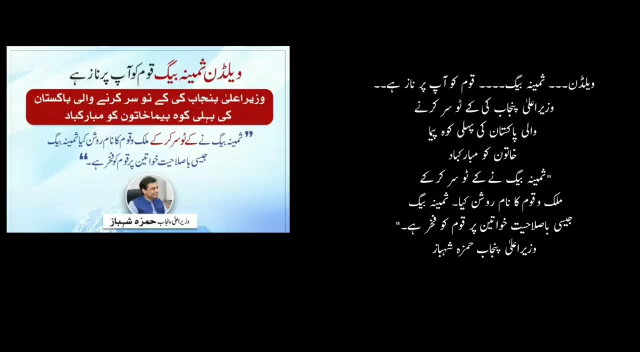 ویلڈن ثمینہ بیگ قوم کو آپ پر ناز ہے
وزیراعلیٰ پنجاب کی کے ٹو سر کرنے والی پاکستان
کی پہلی کوہ پیما خاتون کو مبارکباد
"ثمینہ بیگ نے کے ٹو سر کر کے ملک و قوم کا نام روشن کیا ثمینہ بیگ
جیسی باصلاحیت خواتین پر قوم کو فخر ہے۔"
وزیراعلیٰ پنجاب حمزہ شہباز
ویلڈن۔۔۔ ثمینہ بیگ۔۔۔۔۔ قوم کو آپ پر ناز ہے۔۔
وزیراعلیٰ پنجاب کی کے ٹو سر کرنے
والی پاکستان کی پہلی کوہ پیما
خاتون کو مبارکباد
"ثمینہ بیگ نے کے ٹو سر کرکے
ملک و قوم کا نام روشن کیا۔ ثمینہ بیگ
جیسی باصلاحیت خواتین پر قوم کو فخر ہے۔"
وزیراعلیٰ پنجاب حمزہ شہباز